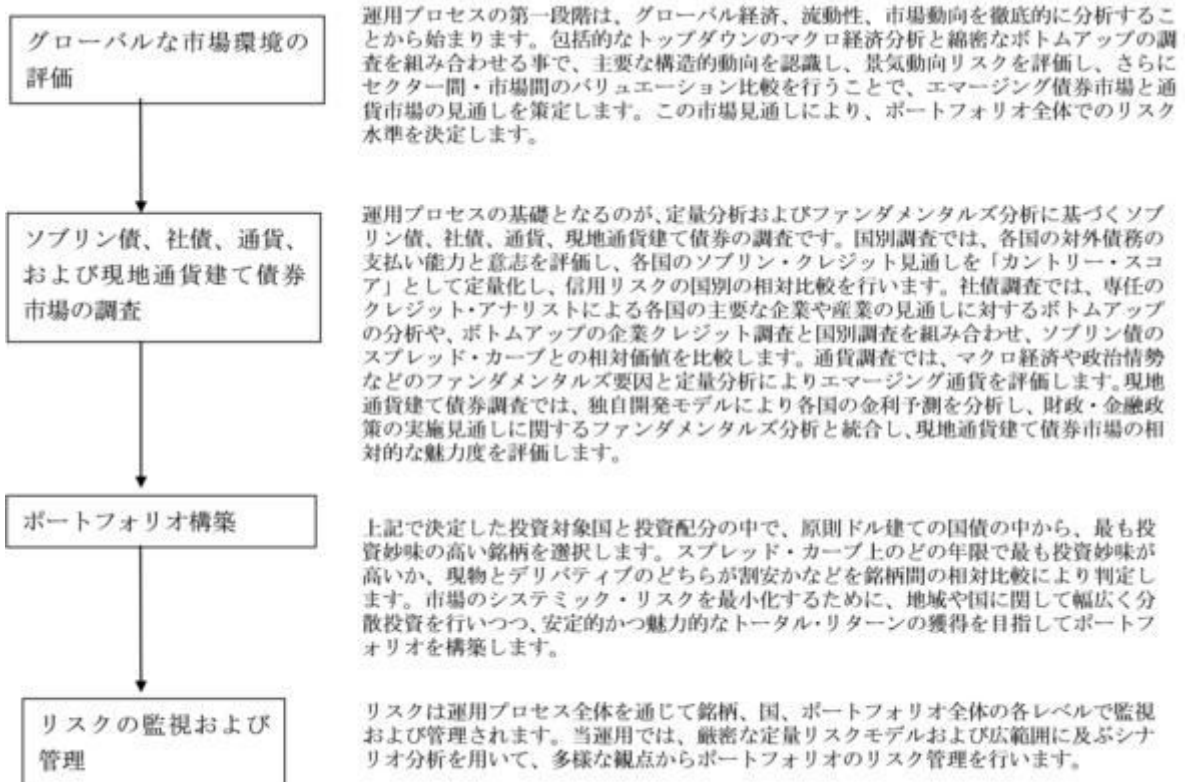 グローバルな市場環境の
評価
運用プロセスの第一段階は、グローバル経済、流動性、市場動向を徹底的に分析するこ
とから始まります。包括的なトップダウンのマクロ経済分析と綿密なボトムアップの調
査を組み合わせる事で、主要な構造的動向を認識し、景気動向リスクを評価し、さらに
セクター間・市場間のバリュエーション比較を行うことで、エマージング債券市場と通
貨市場の見通しを策定します。この市場見通しにより、ポートフォリオ全体でのリスク
水準を決定します。
ソブリン債、社債、通貨、
および現地通貨建て債券
市場の調査
運用プロセスの基礎となるのが、定量分析およびファンダメンタルズ分析に基づくソブ
リン債、社債、通貨、現地通貨建て債券の調査です。国別調査では、各国の対外債務の
支払い能力と意志を評価し、各国のソブリン・クレジット見通しを「カントリー・スコ
ア」として定量化し、信用リスクの国別の相対比較を行います。社債調査では、専任の
クレジット・アナリストによる各国の主要な企業や産業の見通しに対するボトムアップ
の分析や、ボトムアップの企業クレジット調査と国別調査を組み合わせ、ソブリン債の
スプレッド・カーブとの相対価値を比較します。通貨調査では、マクロ経済や政治情勢
などのファンダメンタルズ要因と定量分析によりエマージング通貨を評価します。現地
通貨建て債券調査では、独自開発モデルにより各国の金利予測を分析し、財政・金融政
策の実施見通しに関するファンダメンタルズ分析と統合し、現地通貨建て債券市場の相
対的な魅力度を評価します。
ポートフォリオ構築
上記で決定した投資対象国と投資配分の中で、原則ドル建ての国債の中から、最も投
資妙味の高い銘柄を選択します。スプレッド・カーブ上のどの年限で最も投資妙味が
高いか、現物とデリバティブのどちらが割安かなどを銘柄間の相対比較により判定し
ます。市場のシステミック・リスクを最小化するために、地域や国に関して幅広く分
散投資を行いつつ、安定的かつ魅力的なトータル・リターンの獲得を目指してポートフ
ォリオを構築します。
リスクの監視および
管理
リスクは運用プロセス全体を通じて銘柄、国、ポートフォリオ全体の各レベルで監視
および管理されます。当運用では、厳密な定量リスクモデルおよび広範囲に及ぶシナ
リオ分析を用いて、多様な観点からポートフォリオのリスク管理を行います。